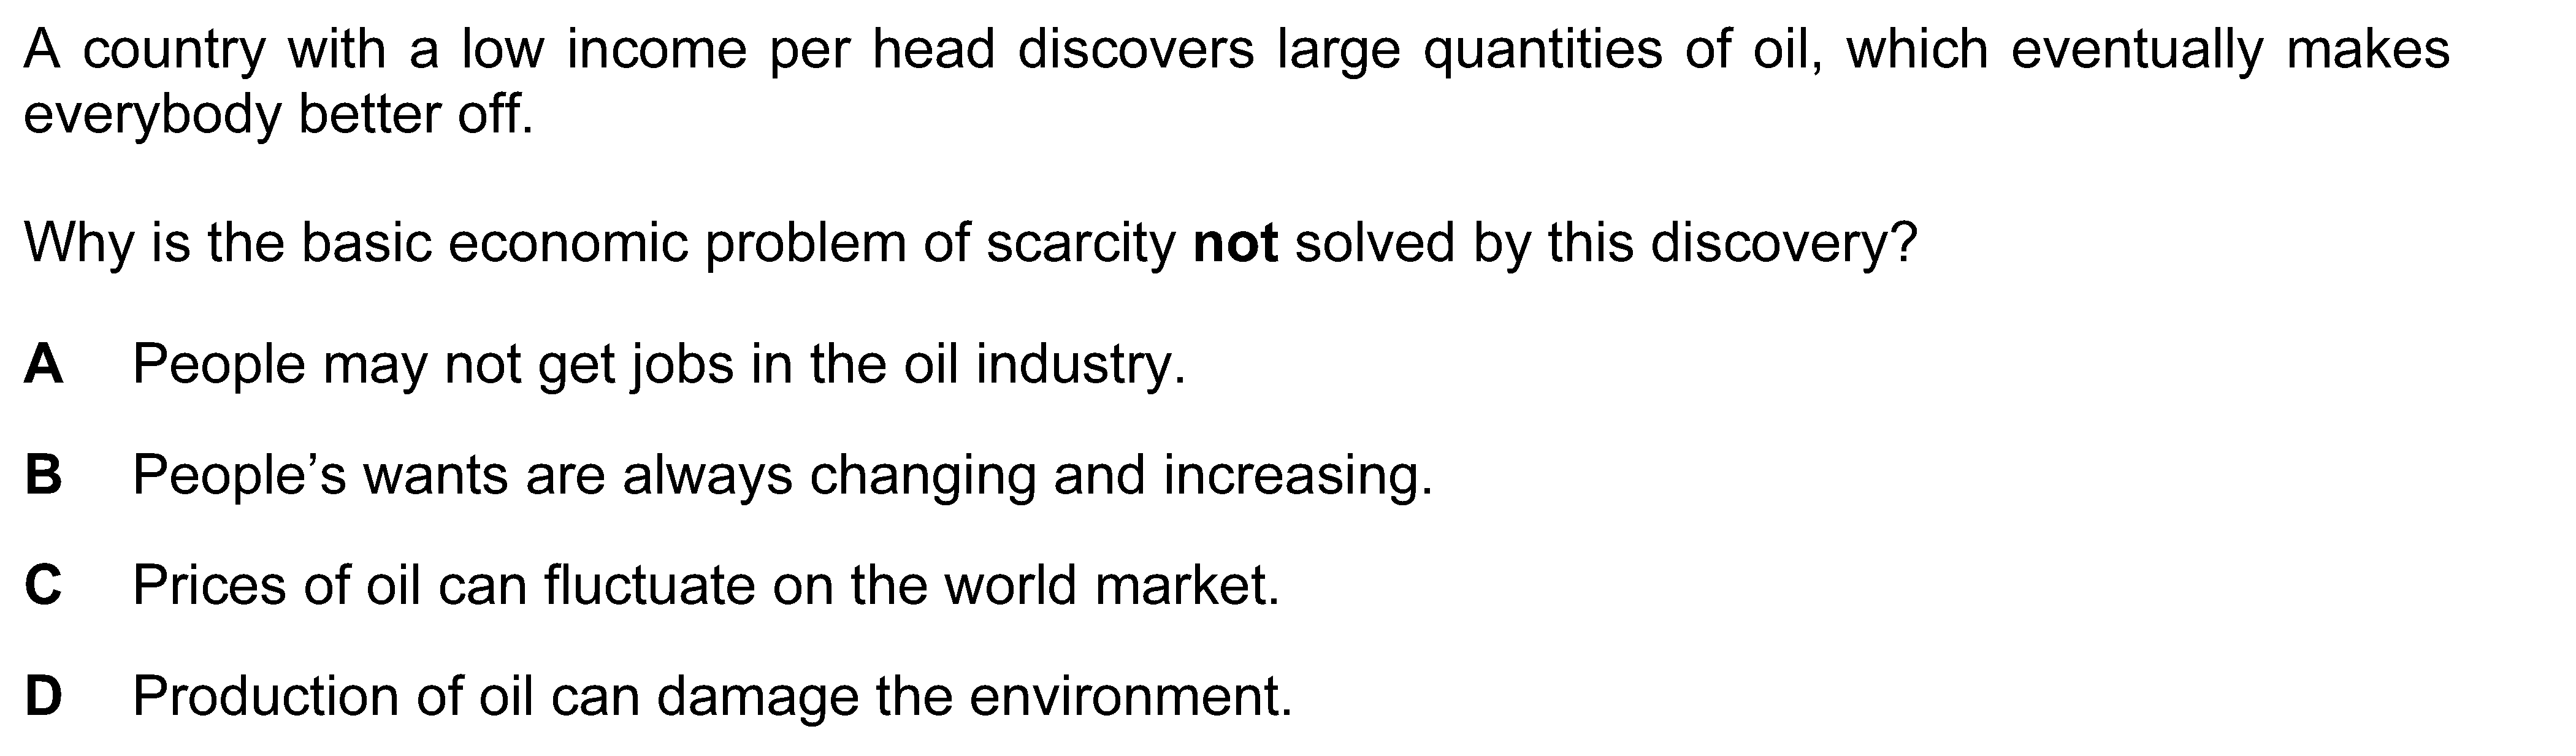 A country with a low income per head discovers large quantities of oil, which eventually makes
everybody better off.
Why is the basic economic problem of scarcity not solved by this discovery?
A People may not get jobs in the oil industry.
B People’s wants are always changing and increasing.
C Prices of oil can fluctuate on the world market.
D Production of oil can damage the environment.